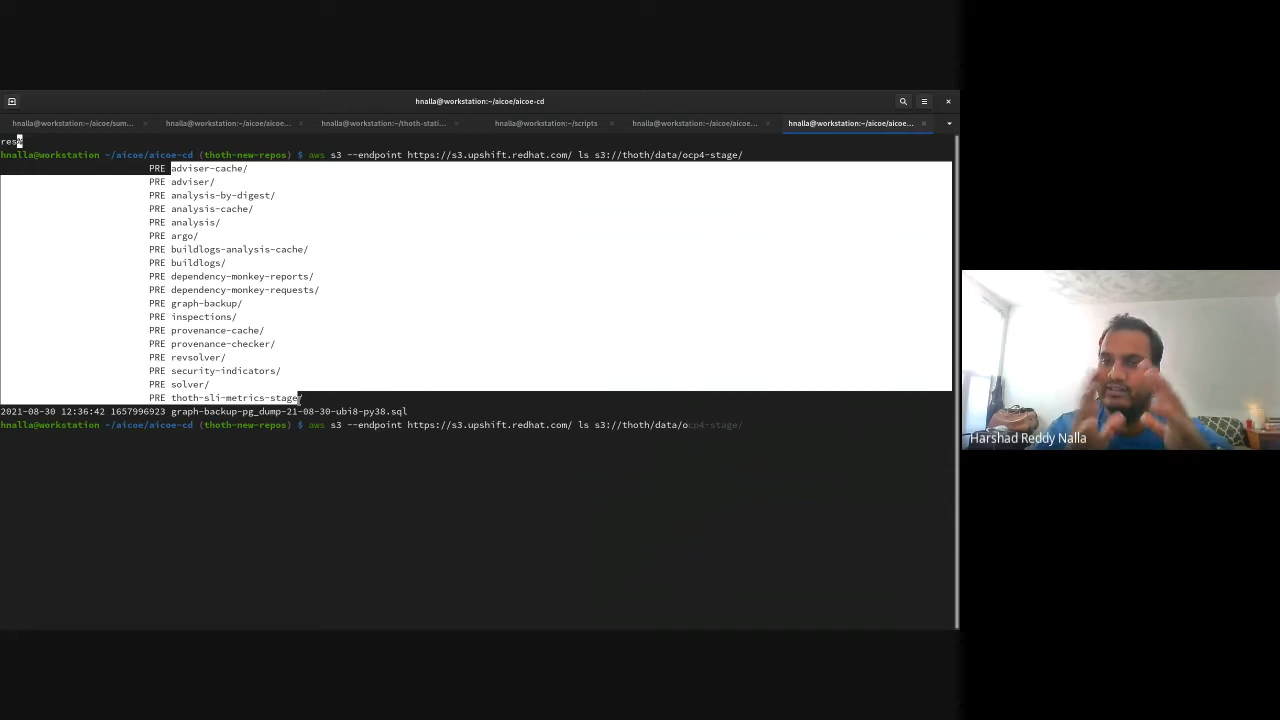 hnalla@workstation:~/aicoe/aicoe-cd
hnalla@workstation:~/aicoe/sum...
hnalla@workstation:~/aicoe/aicoe...
hnalla@workstation:~/thoth-stati...
hnalla@workstation:~/scripts
hnalla@workstation:~/aicoe/aicoe...
hnalla@workstation:~/aicoe/aicoe...
hnalla@workstation ~/aicoe/aicoe-cd (thoth-new-repos) $ aws s3 --endpoint https://s3.upshift.redhat.com/ ls s3://thoth/data/ocp4-stage/
PRE adviser-cache/
PRE adviser/
PRE analysis-by-digest/
PRE analysis-cache/
PRE analysis/
PRE argo/
PRE buildlogs-analysis-cache/
PRE buildlogs/
PRE dependency-monkey-reports/
PRE dependency-monkey-requests/
PRE graph-backup/
PRE inspections/
PRE provenance-cache/
PRE provenance-checker/
PRE revsolver/
PRE security-indicators/
PRE solver/
PRE thoth-sli-metrics-stage/
2021-08-30 12:36:42 1657996923 graph-backup-pg_dump-21-08-30-ubi8-py38.sql
hnalla@workstation ~/aicoe/aicoe-cd (thoth-new-repos) $ aws s3 --endpoint https://s3.upshift.redhat.com/ ls s3://thoth/data/ocp4-stage/
Harshad Reddy Nalla